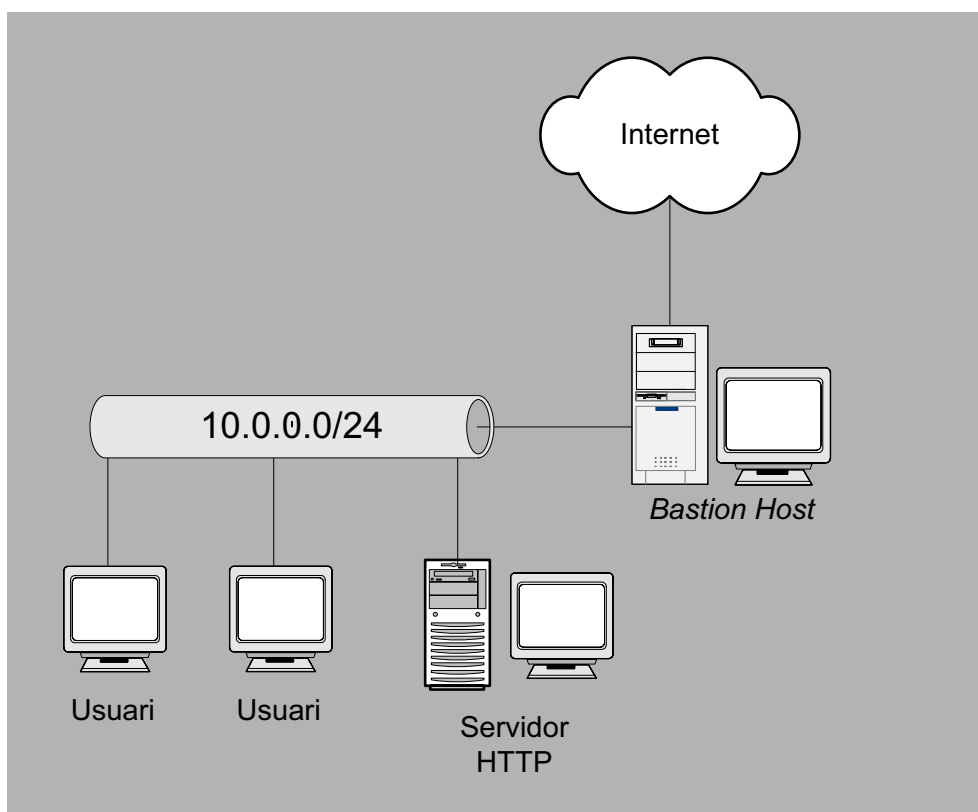 Internet
10.0.0.0/24
Bastion Host
Usuari
Usuari
Servidor
HTTP